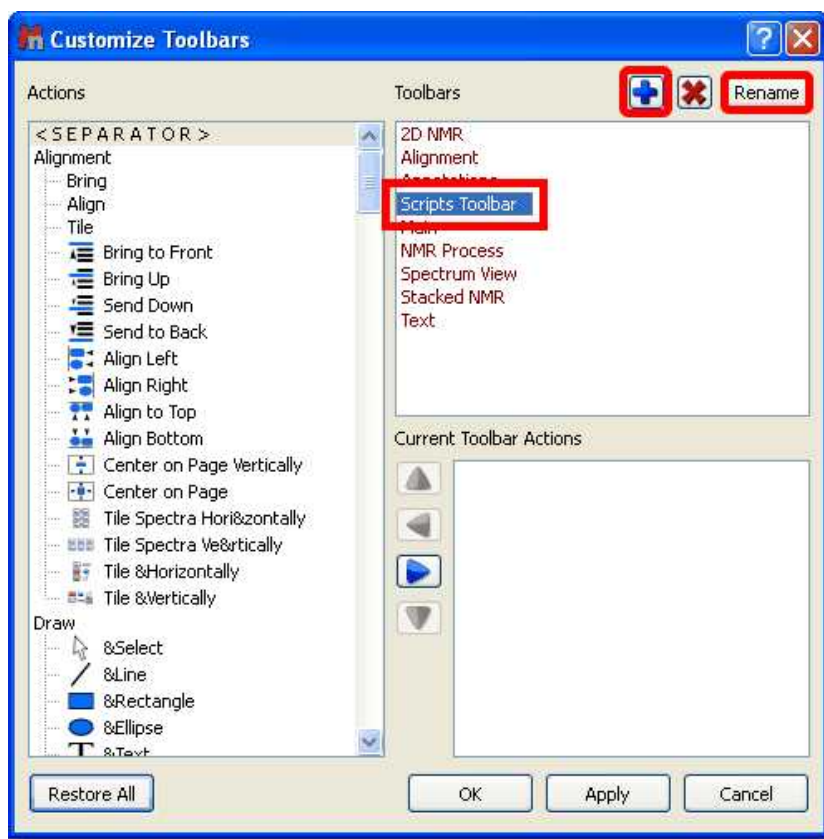 Customize Toolbars
Actions
Toolbars
Rename
<SEPARATOR>
Alignment
Bring
Align
Tile
Bring to Front
Bring Up
Send Down
Send to Back
Align Left
Align Right
Align to Top
Align Bottom
Center on Page Vertically
Center on Page
Tile Spectra Hori&zontally
Tile Spectra Ve&rtically
Tile &Horizontally
Tile &Vertically
Draw
&Select
&Line
&Rectangle
&Ellipse
&Text
2D NMR
Alignment
Annotations
Scripts Toolbar
Main
NMR Process
Spectrum View
Stacked NMR
Text
Current Toolbar Actions
Restore All
OK
Apply
Cancel